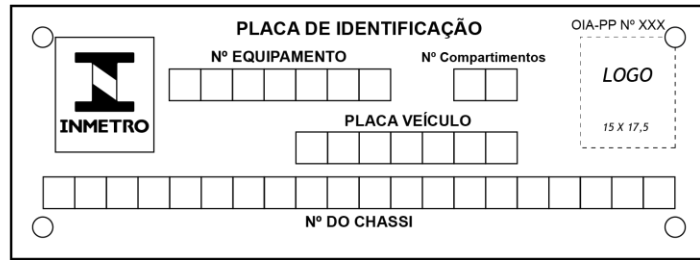 PLACA DE IDENTIFICAÇÃO
OIA-PP Nº XXX
Nº EQUIPAMENTO
Nº Compartimentos
LOGO
INMETRO
15 X 17,5
PLACA VEÍCULO
Nº DO CHASSI